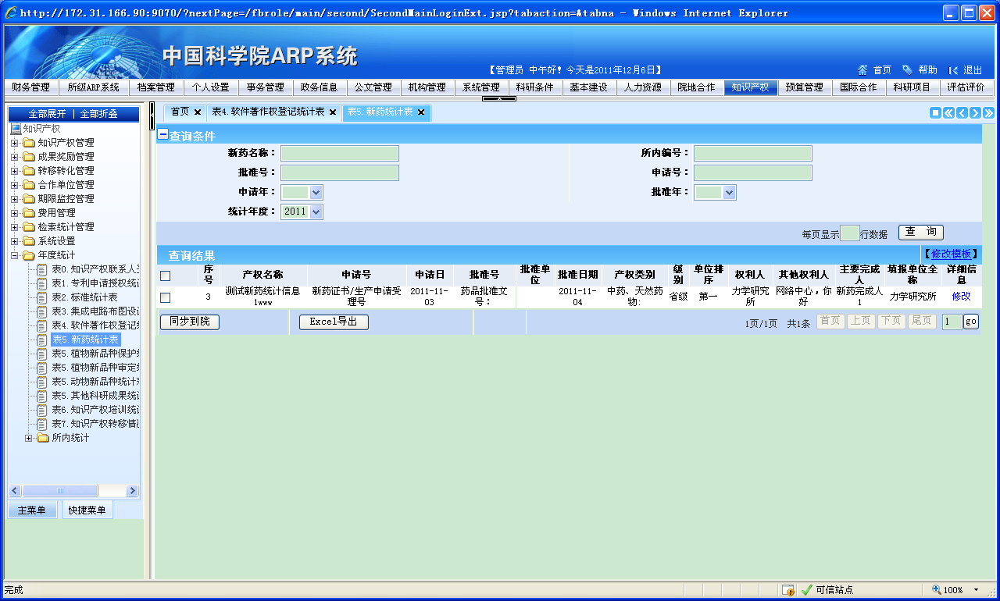 http://172.31.166.90:9070/?nextPage=/fbrole/main/second/SecondMainLoginExt.jsp?tabaction=&tabna - Windows Internet Explorer
中国科学院ARP系统
【管理员 中午好! 今天是2011年12月6日】
首页 帮助 退出
财务管理 所级ARP系统 档案管理 个人设置 事务管理 政务信息 公文管理 机构管理 系统管理 科研条件 基本建设 人力资源 院地合作 知识产权 预算管理 国际合作 科研项目 评估评价
全部展开 | 全部折叠
知识产权
知识产权管理
成果奖励管理
转移转化管理
合作单位管理
期限监控管理
费用管理
检索统计管理
系统设置
年度统计
表0.知识产权联系人
表1.专利申请授权统
表2.标准统计表
表3.集成电路布图设
表4.软件著作权登记
表5.新药统计表
表5.植物新品种保护
表5.植物新品种审定
表5.动物新品种统计
表5.其他科研成果统
表6.知识产权培训统
表7.知识产权转移情
所内统计
主菜单 快捷菜单
首页 表4.软件著作权登记统计表 表5.新药统计表
查询条件
新药名称： 所内编号：
批准号： 申请号：
申请年： 批准年：
统计年度： 2011
每页显示 行数据 查 询
查询结果 【修改模板】
序号 产权名称 申请号 申请日 批准号 批准单位 批准日期 产权类别 级别 单位排序 权利人 其他权利人 主要完成人 填报单位全称 详细信息
3 测试新药统计信息1www 新药证书/生产申请受理号 2011-11-03 药品批准文号： 2011-11-04 中药、天然药物: 省级 第一 力学研究所 网络中心，你好 新药完成人1 力学研究所 修改
同步到院 Excel导出 1页/1页 共1条 首页 上页 下页 尾页 1 go
完成 可信站点 100%